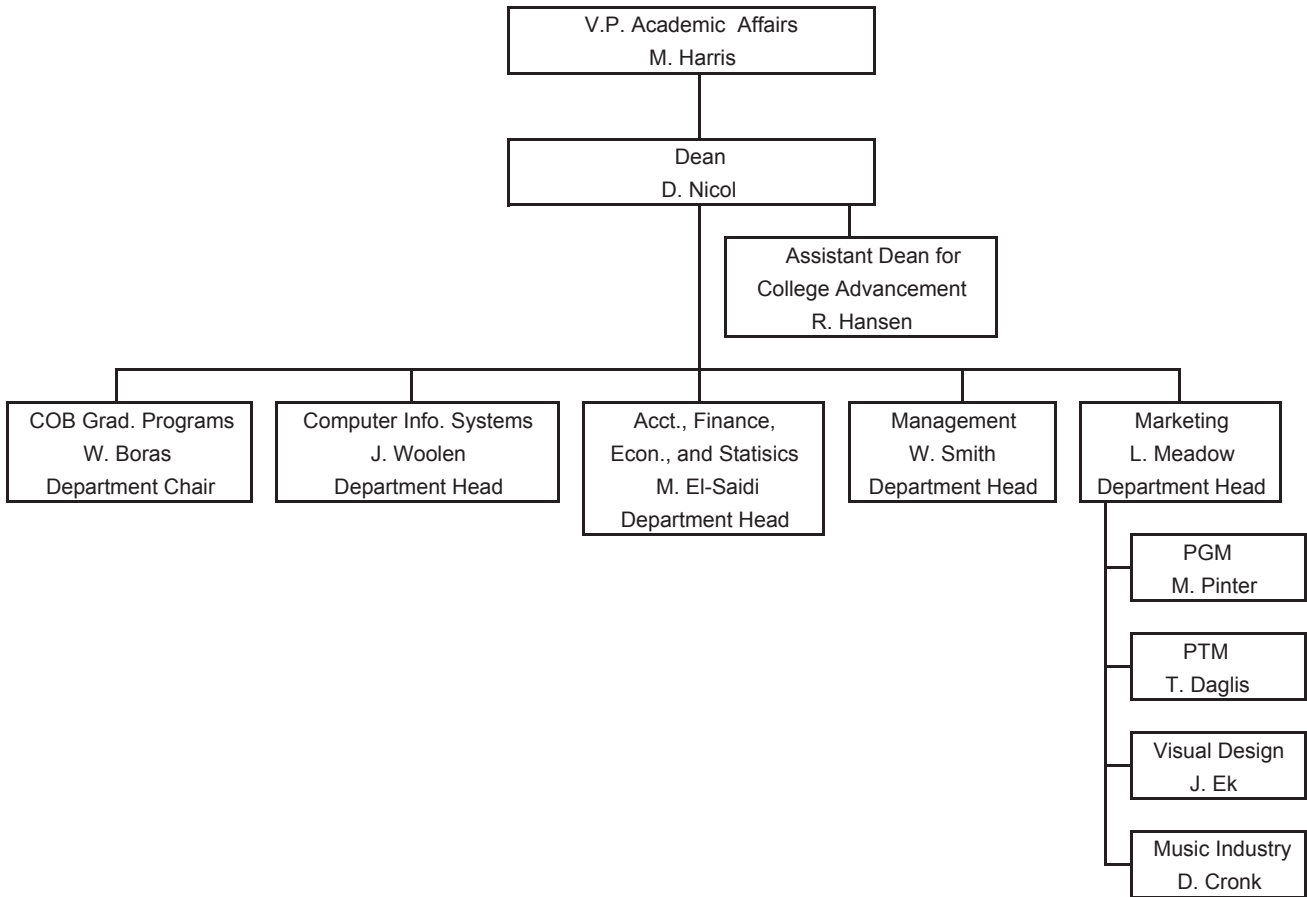 V.P. Academic Affairs
M. Harris
Dean
D. Nicol
Assistant Dean for
College Advancement
R. Hansen
COB Grad. Programs
W. Boras
Department Chair
Computer Info. Systems
J. Woolen
Department Head
Acct., Finance,
Econ., and Statisics
M. El-Saidi
Department Head
Management
W. Smith
Department Head
Marketing
L. Meadow
Department Head
PGM
M. Pinter
PTM
T. Daglis
Visual Design
J. Ek
Music Industry
D. Cronk